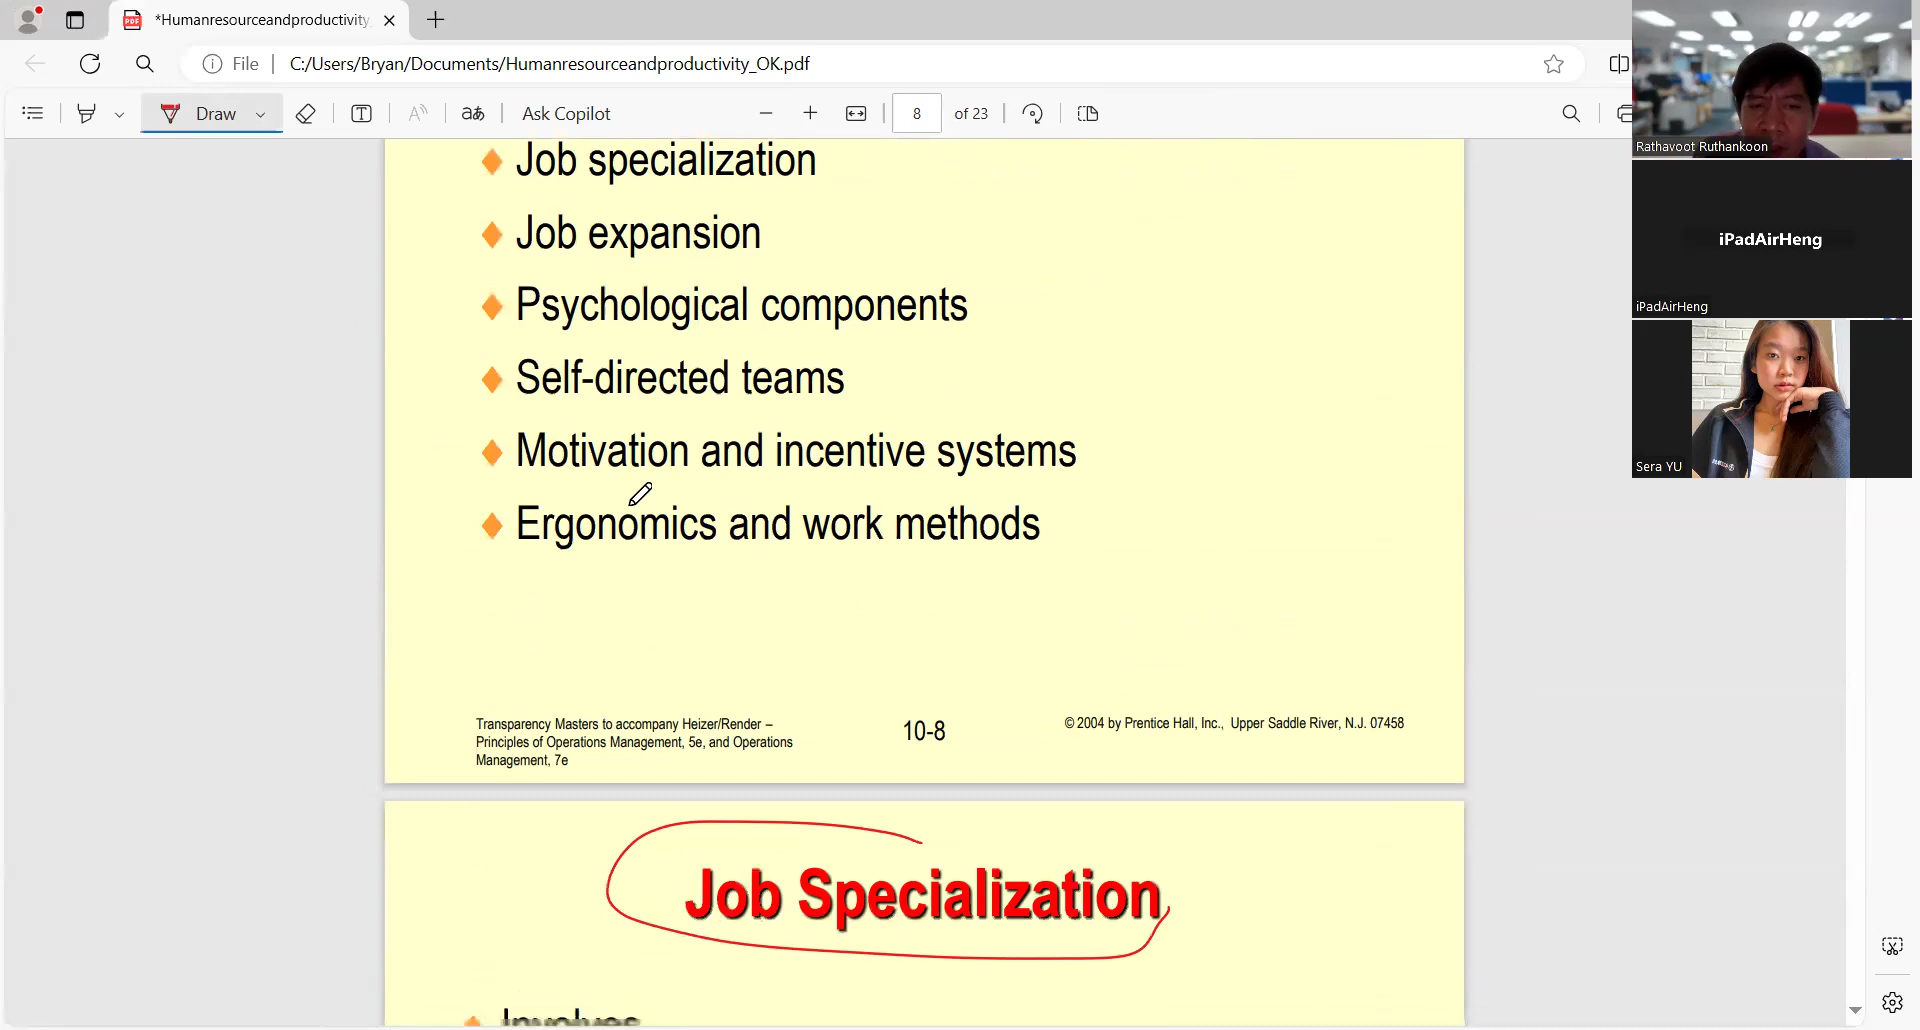 *Humanresourceandproductivity_
File
C:/Users/Bryan/Documents/Humanresourceandproductivity_OK.pdf
Draw
Ask Copilot
8
of 23
Job specialization
Job expansion
Psychological components
Self-directed teams
Motivation and incentive systems
Ergonomics and work methods
Transparency Masters to accompany Heizer/Render –
Principles of Operations Management, 5e, and Operations
Management, 7e
10-8
© 2004 by Prentice Hall, Inc., Upper Saddle River, N.J. 07458
Job Specialization
Involves
Rathavoot Ruthankoon
iPadAirHeng
iPadAirHeng
Sera YU